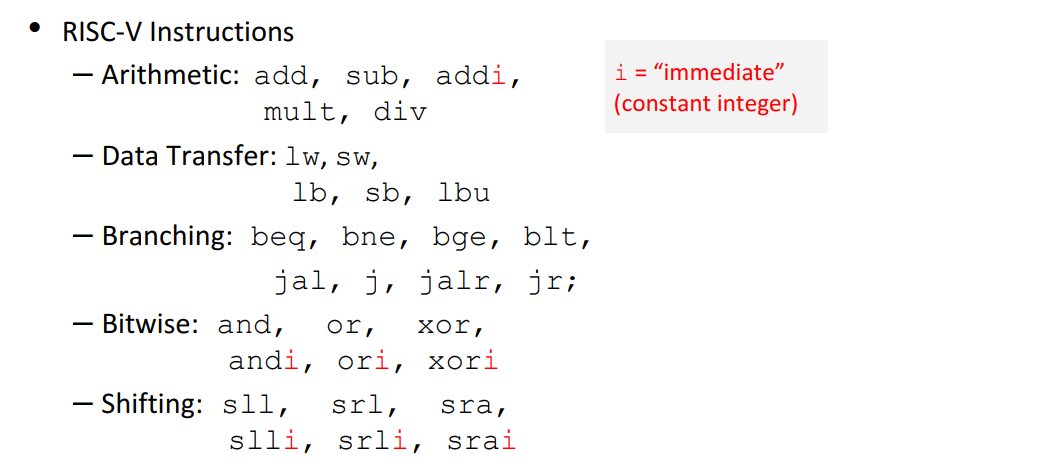 • RISC-V Instructions
– Arithmetic: add, sub, addi,
mult, div
i = “immediate”
(constant integer)
– Data Transfer: lw, sw,
lb, sb, lbu
– Branching: beq, bne, bge, blt,
jal, j, jalr, jr;
– Bitwise: and, or, xor,
andi, ori, xori
– Shifting: sll, srl, sra,
slli, srli, srai